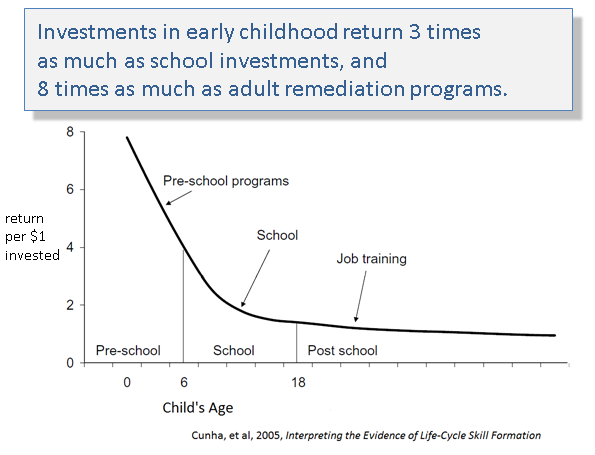 Investments in early childhood return 3 times
as much as school investments, and
8 times as much as adult remediation programs.
8
Pre-school programs
6
return
per $1
invested
4
School
Job training
2
Pre-school
School
Post school
0
0
6
18
Child's Age
Cunha, et al, 2005, Interpreting the Evidence of Life-Cycle Skill Formation